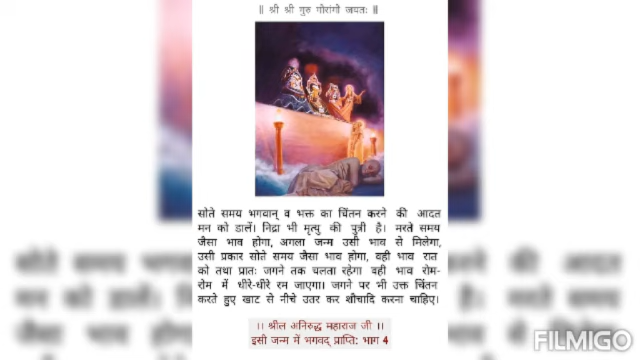 ॥ श्री श्री गुरु गौरांगौ जयतः ॥
सोते समय भगवान् व भक्त का चिंतन करने की आदत
मन को डालें। निद्रा भी मृत्यु की पुत्री है। मरते समय
जैसा भाव होगा, अगला जन्म उसी भाव से मिलेगा,
उसी प्रकार सोते समय जैसा भाव होगा, वही भाव रात
को तथा प्रातः जगने तक चलता रहेगा वही भाव रोम-
रोम में धीरे-धीरे रम जाएगा। जगने पर भी उक्त चिंतन
करते हुए खाट से नीचे उतर कर शौचादि करना चाहिए।
।। श्रील अनिरुद्ध महाराज जी ।।
इसी जन्म में भगवद् प्राप्ति: भाग 4
FILMIGO